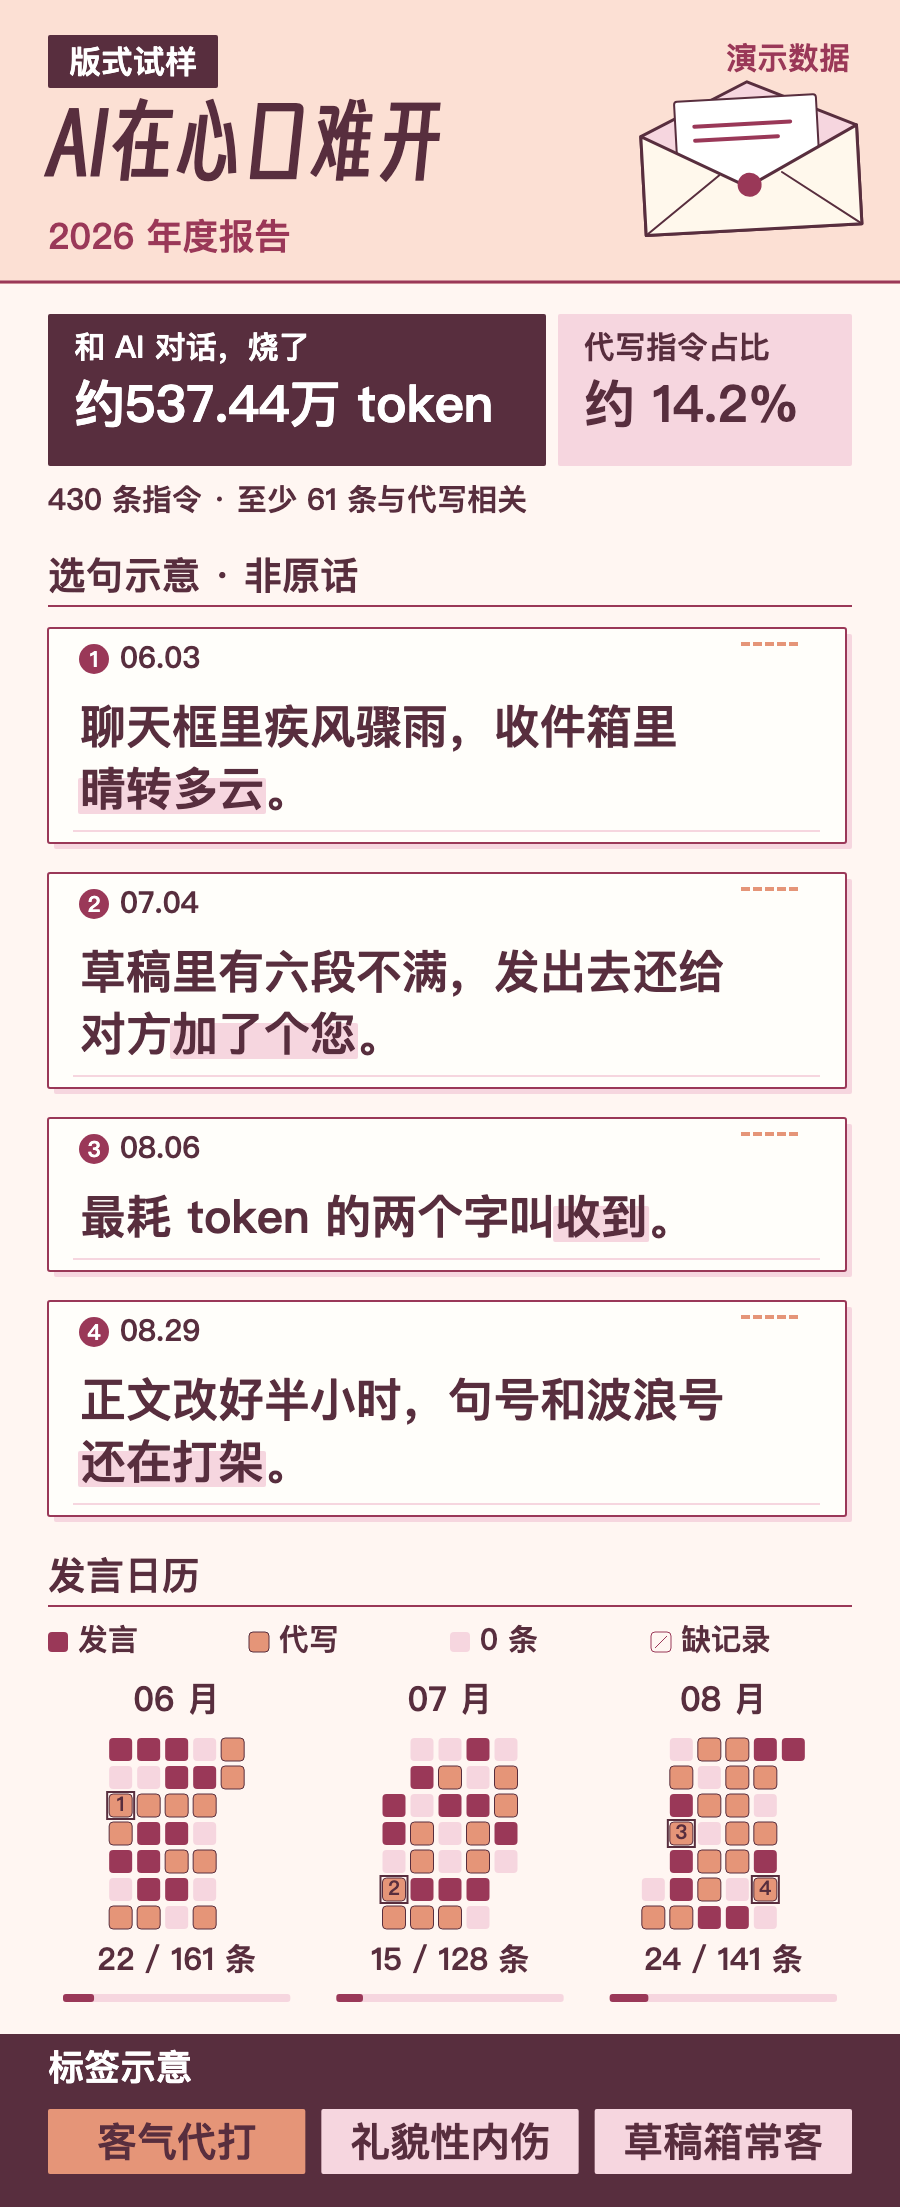 版式试样
演示数据
AI在心口难开
2026 年度报告
和 AI 对话，烧了
约537.44万 token
代写指令占比
约 14.2%
430 条指令 · 至少 61 条与代写相关
选句示意 · 非原话
1 06.03
聊天框里疾风骤雨，收件箱里
晴转多云。
2 07.04
草稿里有六段不满，发出去还给
对方加了个您。
3 08.06
最耗 token 的两个字叫收到。
4 08.29
正文改好半小时，句号和波浪号
还在打架。
发言日历
发言 代写 0 条 缺记录
06 月 07 月 08 月
1
3
2 4
22 / 161 条 15 / 128 条 24 / 141 条
标签示意
客气代打 礼貌性内伤 草稿箱常客